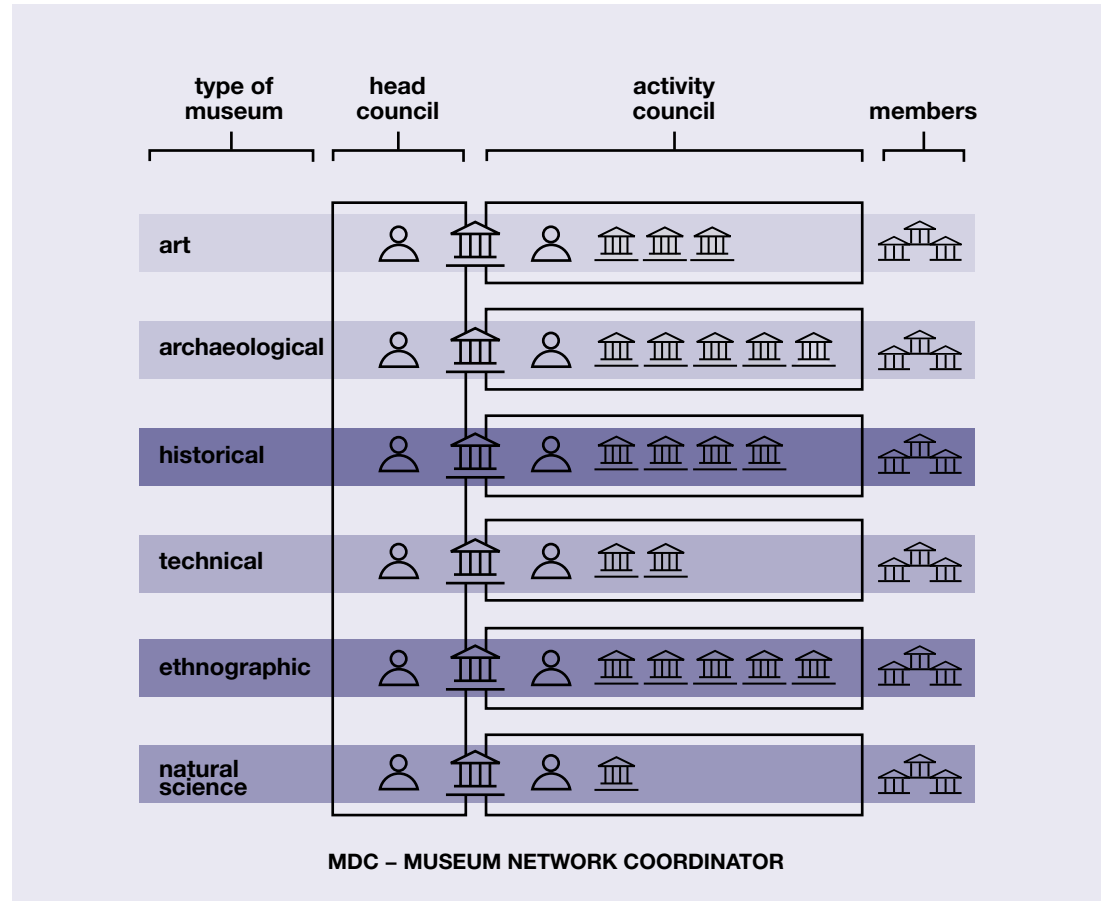 type of
museum
head
council
activity
council
members
art
archaeological
historical
technical
ethnographic
natural
science
MDC – MUSEUM NETWORK COORDINATOR